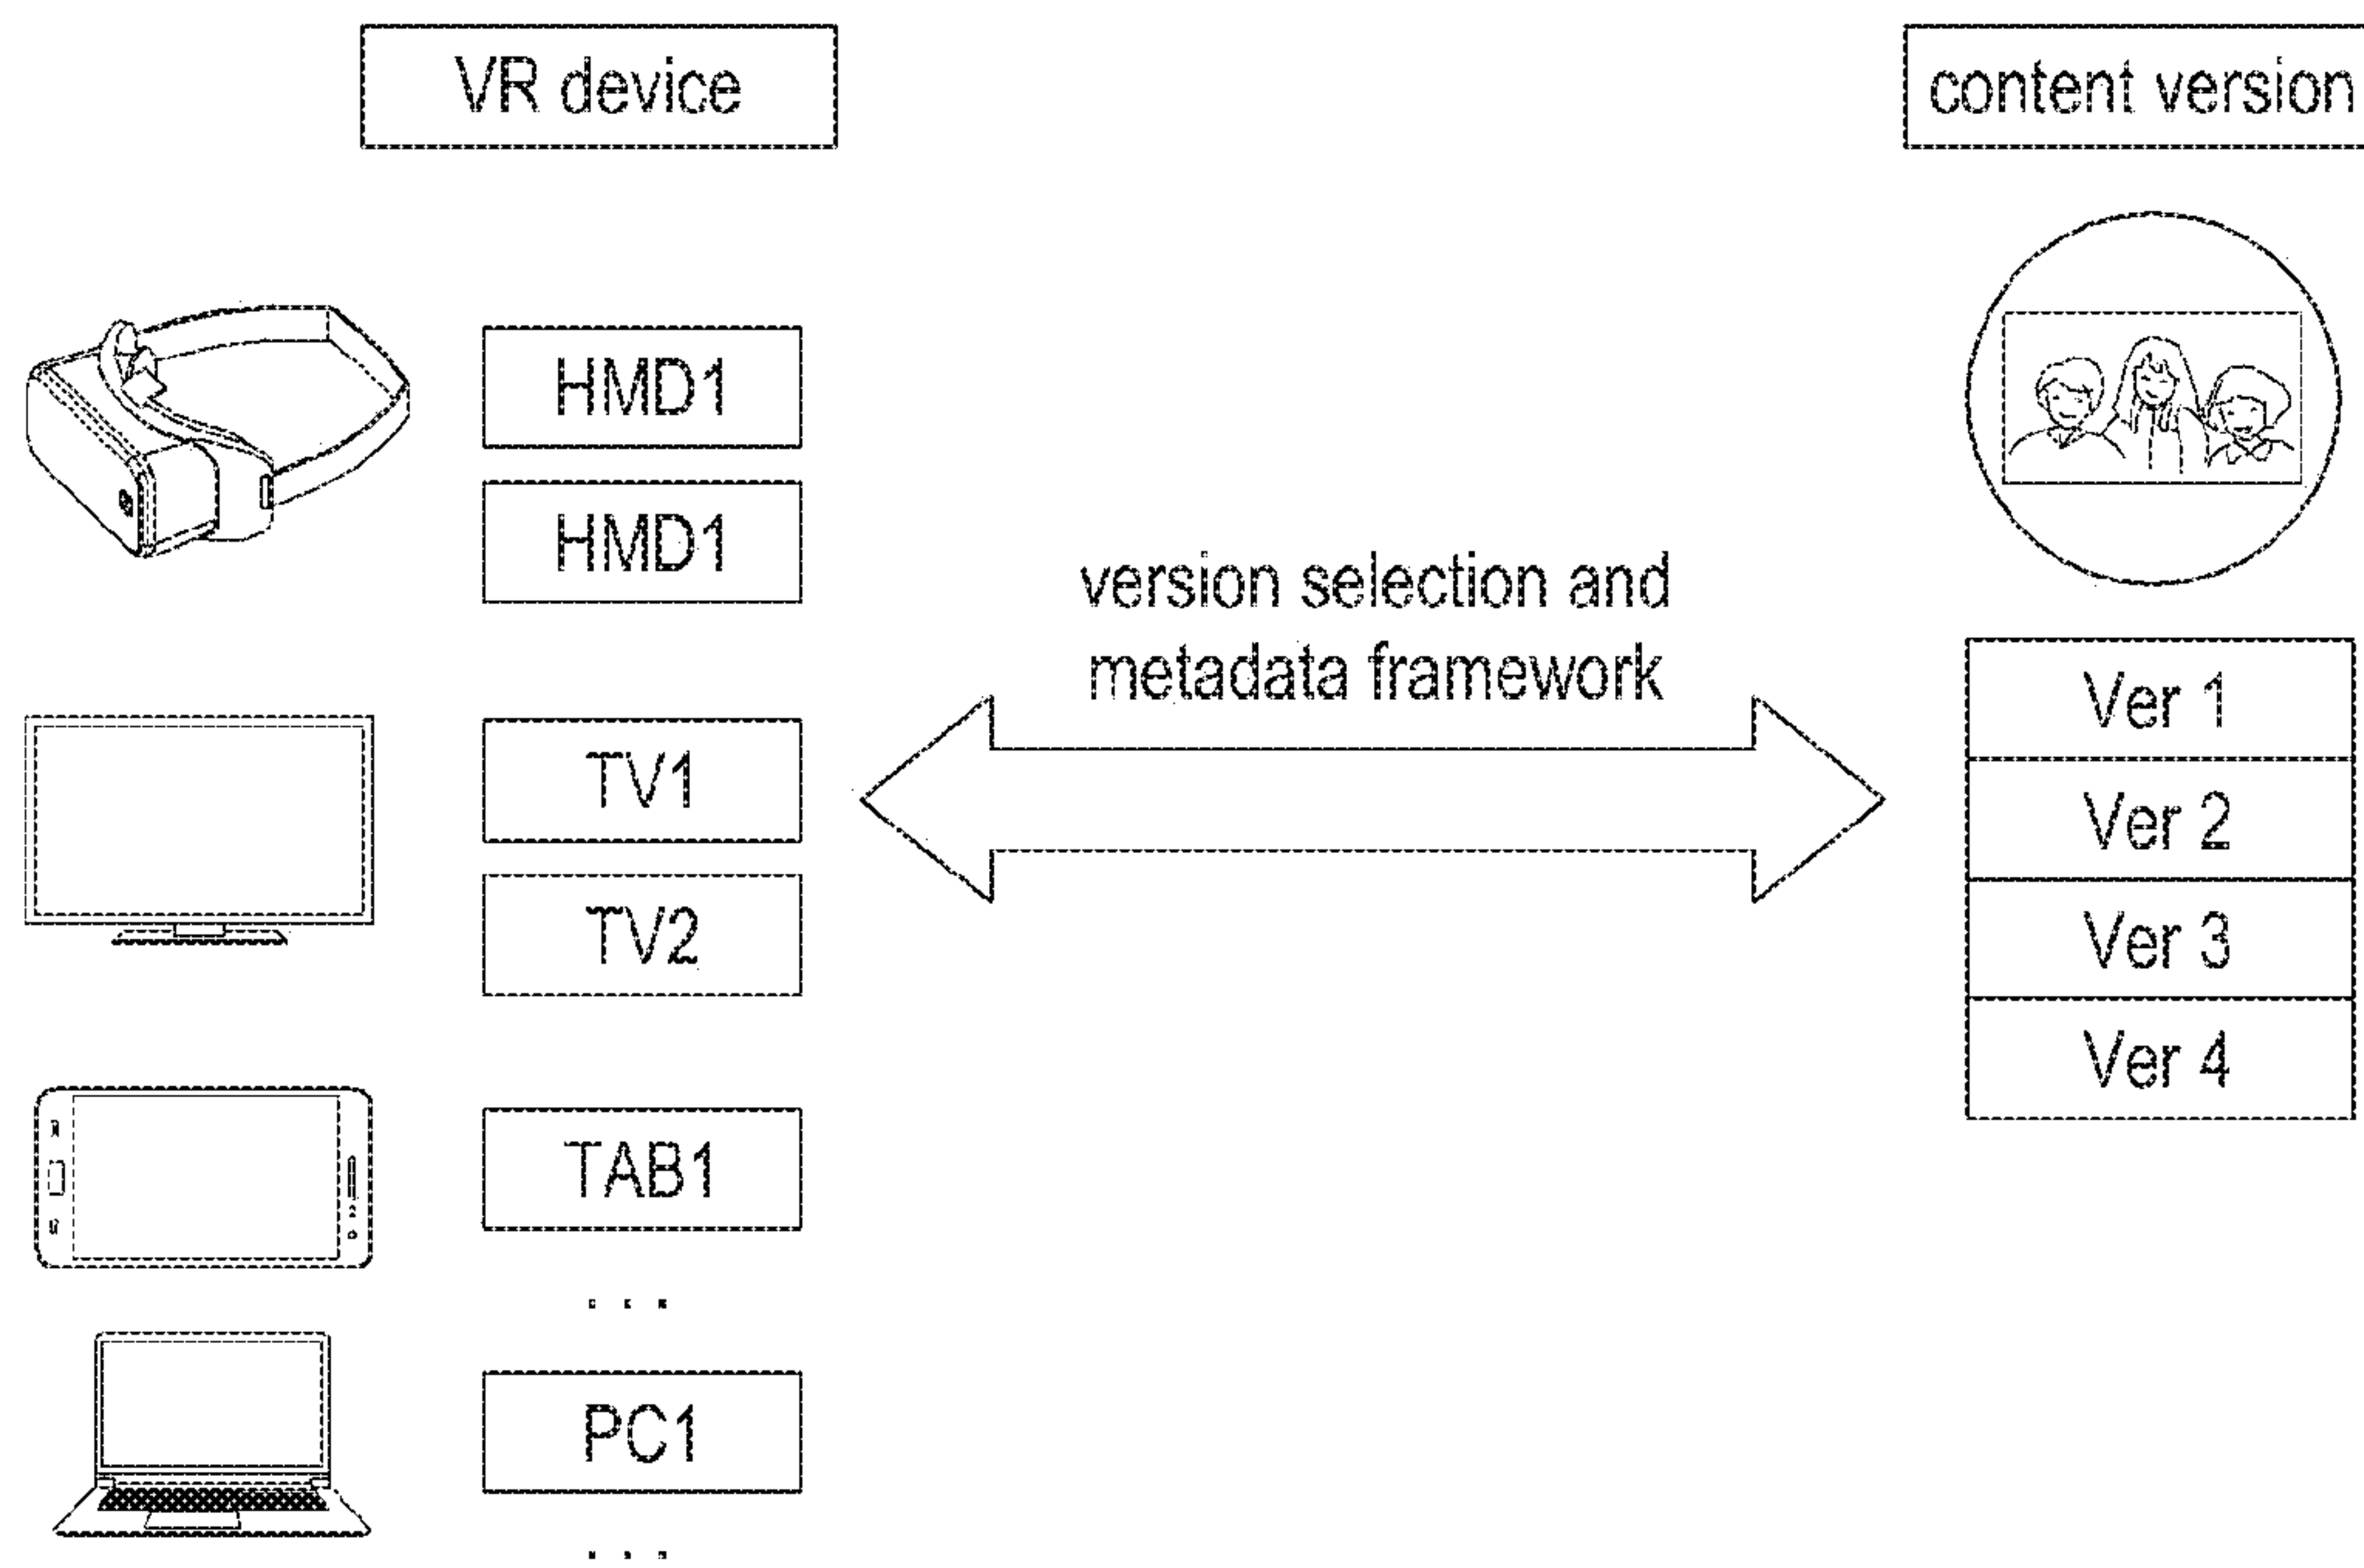 VR device
content version
HMD1
HMD1
version selection and
metadata framework
TV1
TV2
TAB1
...
PC1
...
Ver 1
Ver 2
Ver 3
Ver 4